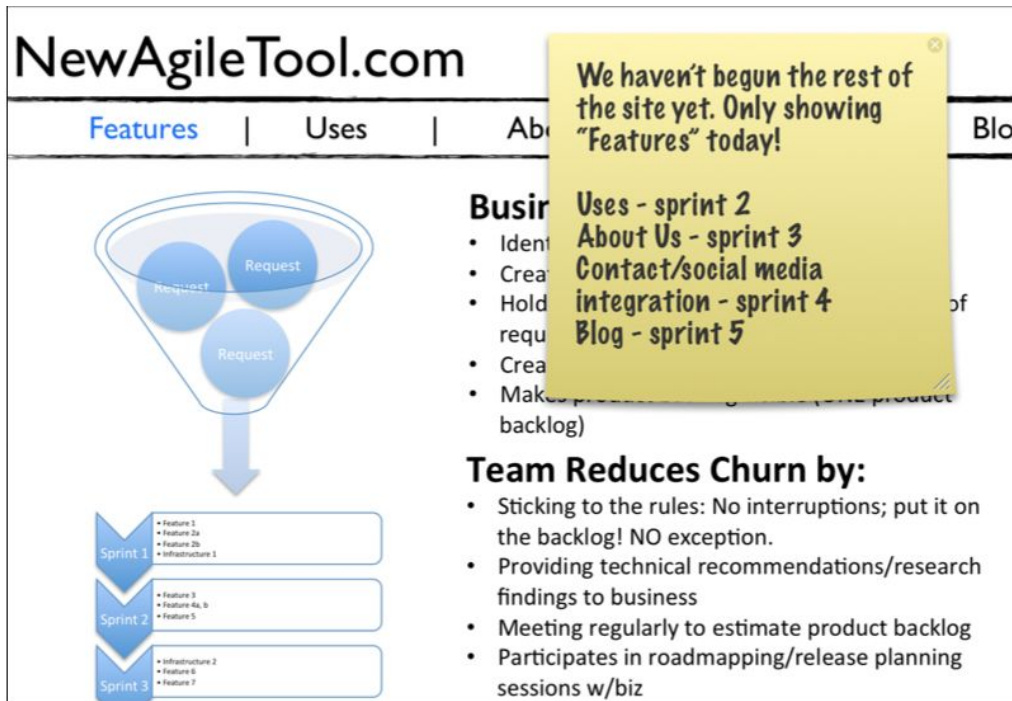 NewAgileTool.com
Features | Uses | Blo
We haven't begun the rest of
the site yet. Only showing
"Features" today!
Uses - sprint 2
About Us - sprint 3
Contact/social media
integration - sprint 4
Blog - sprint 5
Request
Request
Request
• of
requ
• Crea
• Makes
backlog)
Team Reduces Churn by:
• Sticking to the rules: No interruptions; put it on
the backlog! NO exception.
• Providing technical recommendations/research
findings to business
• Meeting regularly to estimate product backlog
• Participates in roadmapping/release planning
sessions w/biz
Sprint 1
• Feature 1
• Feature 2a
• Feature 2b
• Infrastructure 1
Sprint 2
• Feature 3
• Feature 4a, b
• Feature 5
Sprint 3
• Infrastructure 2
• Feature 6
• Feature 7